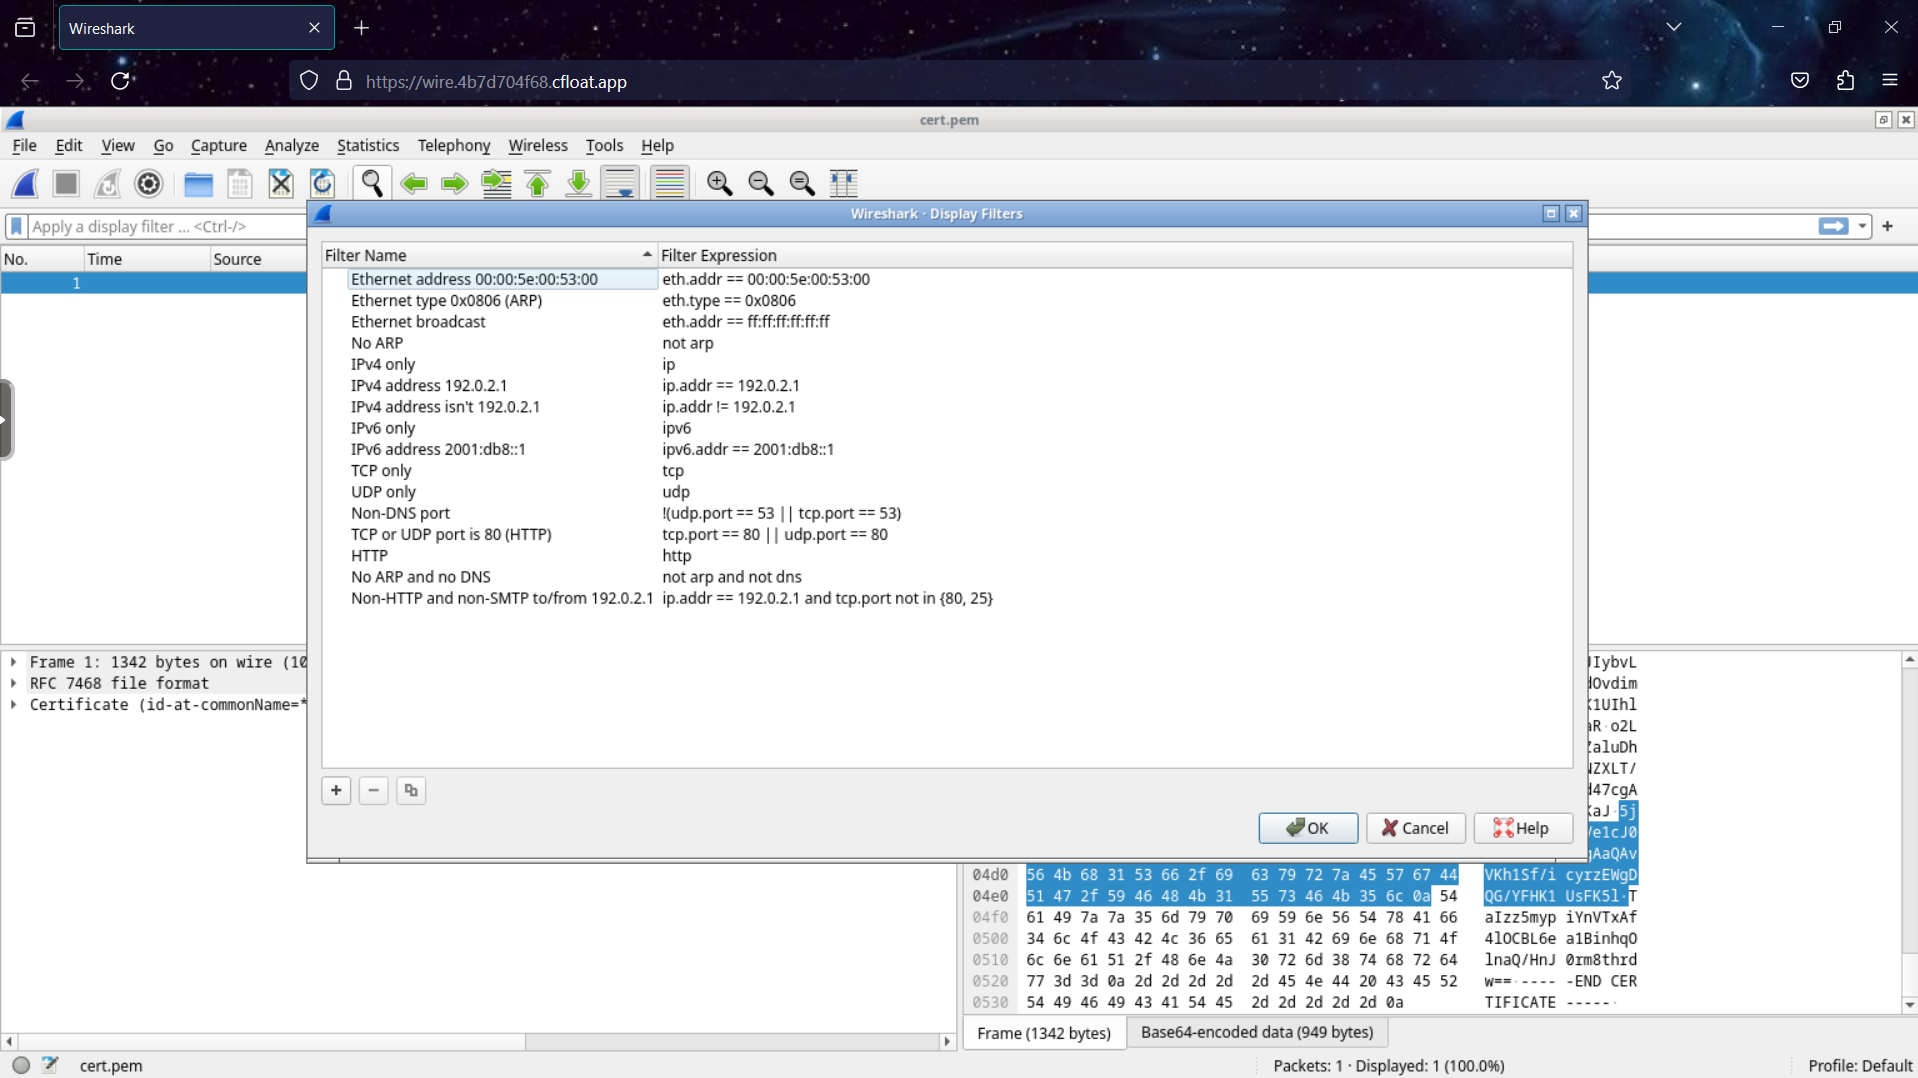 Wireshark
https://wire.4b7d704f68.cfloat.app
cert.pem
File Edit View Go Capture Analyze Statistics Telephony Wireless Tools Help
Wireshark · Display Filters
Apply a display filter ... <Ctrl-/>
No. Time Source
1
Filter Name Filter Expression
Ethernet address 00:00:5e:00:53:00 eth.addr == 00:00:5e:00:53:00
Ethernet type 0x0806 (ARP) eth.type == 0x0806
Ethernet broadcast eth.addr == ff:ff:ff:ff:ff:ff
No ARP not arp
IPv4 only ip
IPv4 address 192.0.2.1 ip.addr == 192.0.2.1
IPv4 address isn't 192.0.2.1 ip.addr != 192.0.2.1
IPv6 only ipv6
IPv6 address 2001:db8::1 ipv6.addr == 2001:db8::1
TCP only tcp
UDP only udp
Non-DNS port !(udp.port == 53 || tcp.port == 53)
TCP or UDP port is 80 (HTTP) tcp.port == 80 || udp.port == 80
HTTP http
No ARP and no DNS not arp and not dns
Non-HTTP and non-SMTP to/from 192.0.2.1 ip.addr == 192.0.2.1 and tcp.port not in {80, 25}
OK Cancel Help
Frame 1: 1342 bytes on wire (10
RFC 7468 file format
Certificate (id-at-commonName=*
IybvL
Ovdim
1UIhl
R·o2L
aluDh
ZXLT/
47cgA
aJ·5j
e1cJ0
AaQAv
04d0 56 4b 68 31 53 66 2f 69 63 79 72 7a 45 57 67 44 VKh1Sf/i cyrzEWgD
04e0 51 47 2f 59 46 48 4b 31 55 73 46 4b 35 6c 0a 54 QG/YFHK1 UsFK5l·T
04f0 61 49 7a 7a 35 6d 79 70 69 59 6e 56 54 78 41 66 aIzz5myp iYnVTxAf
0500 34 6c 4f 43 42 4c 36 65 61 31 42 69 6e 68 71 4f 4lOCBL6e a1BinhqO
0510 6c 6e 61 51 2f 48 6e 4a 30 72 6d 38 74 68 72 64 lnaQ/HnJ 0rm8thrd
0520 77 3d 3d 0a 2d 2d 2d 2d 2d 45 4e 44 20 43 45 52 w==·---- -END CER
0530 54 49 46 49 43 41 54 45 2d 2d 2d 2d 2d 0a TIFICATE -----·
Frame (1342 bytes) Base64-encoded data (949 bytes)
cert.pem Packets: 1 · Displayed: 1 (100.0%) Profile: Default